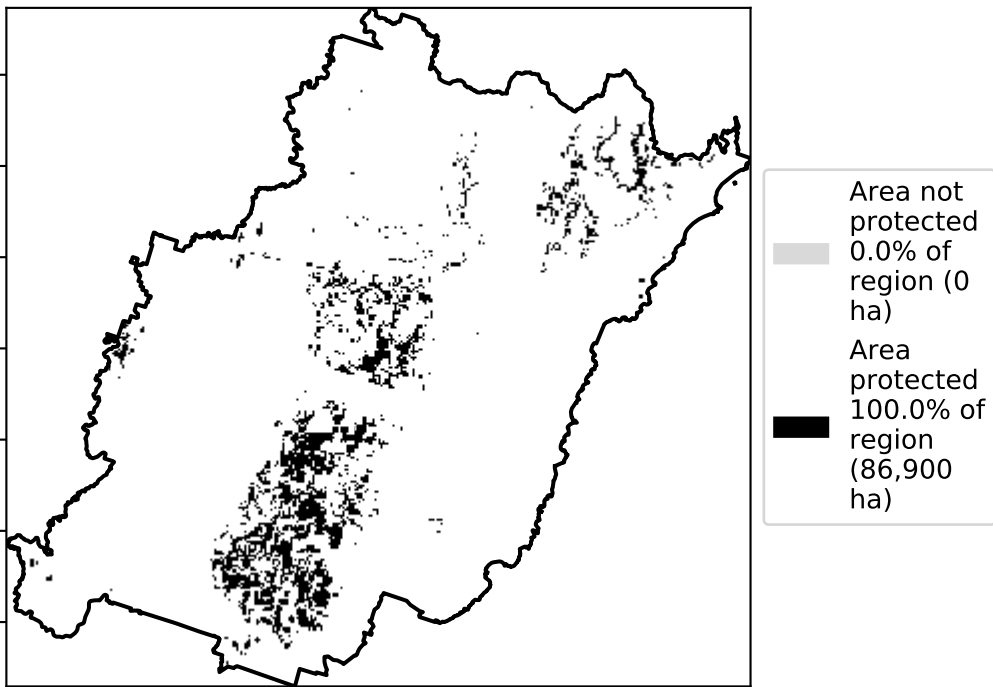 Area not
protected
0.0% of
region (0
ha)
Area
protected
100.0% of
region
(86,900
ha)